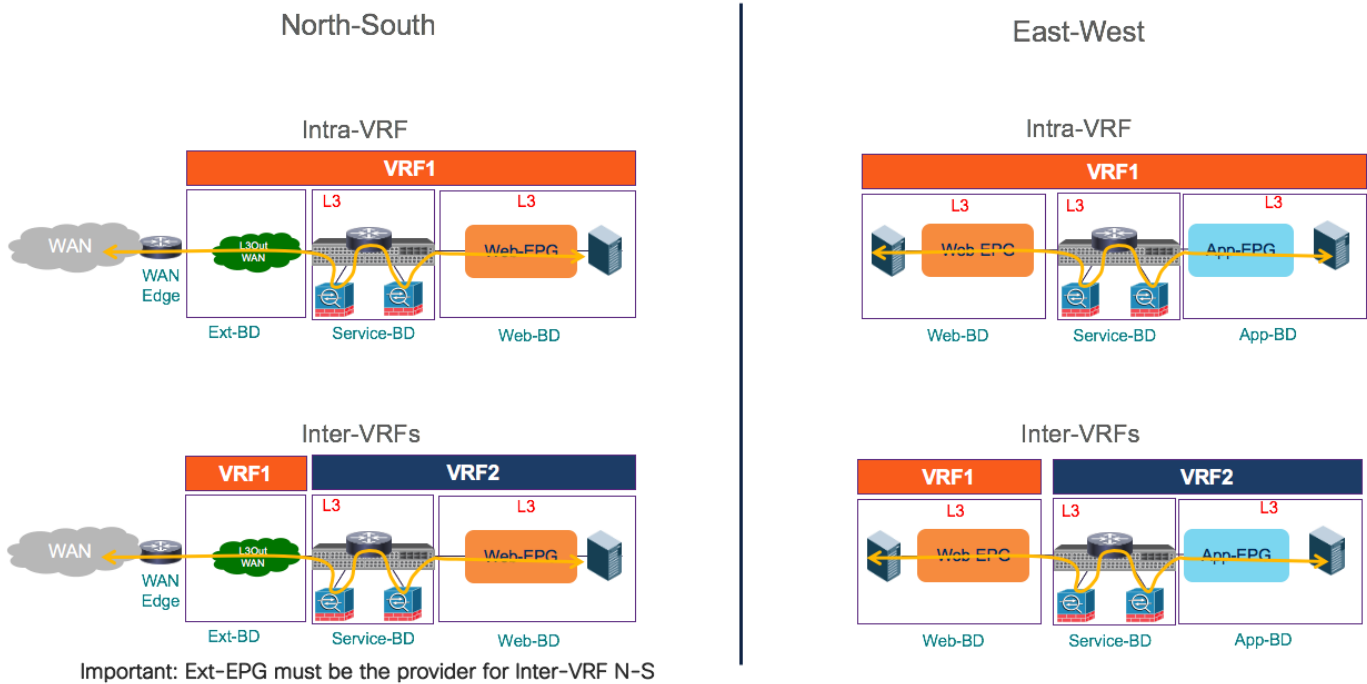 North-South
Intra-VRF
VRF1
L3
L3
WAN
L3Out
WAN
Web-EPG
WAN
Edge
Ext-BD
Service-BD
Web-BD
Inter-VRFs
VRF1
VRF2
L3
L3
WAN
L3Out
WAN
Web-EPG
WAN
Edge
Ext-BD
Service-BD
Web-BD
Important: Ext-EPG must be the provider for Inter-VRF N-S
East-West
Intra-VRF
VRF1
L3
L3
L3
Web-EPG
App-EPG
Web-BD
Service-BD
App-BD
Inter-VRFs
VRF1
VRF2
L3
L3
L3
Web-EPG
App-EPG
Web-BD
Service-BD
App-BD